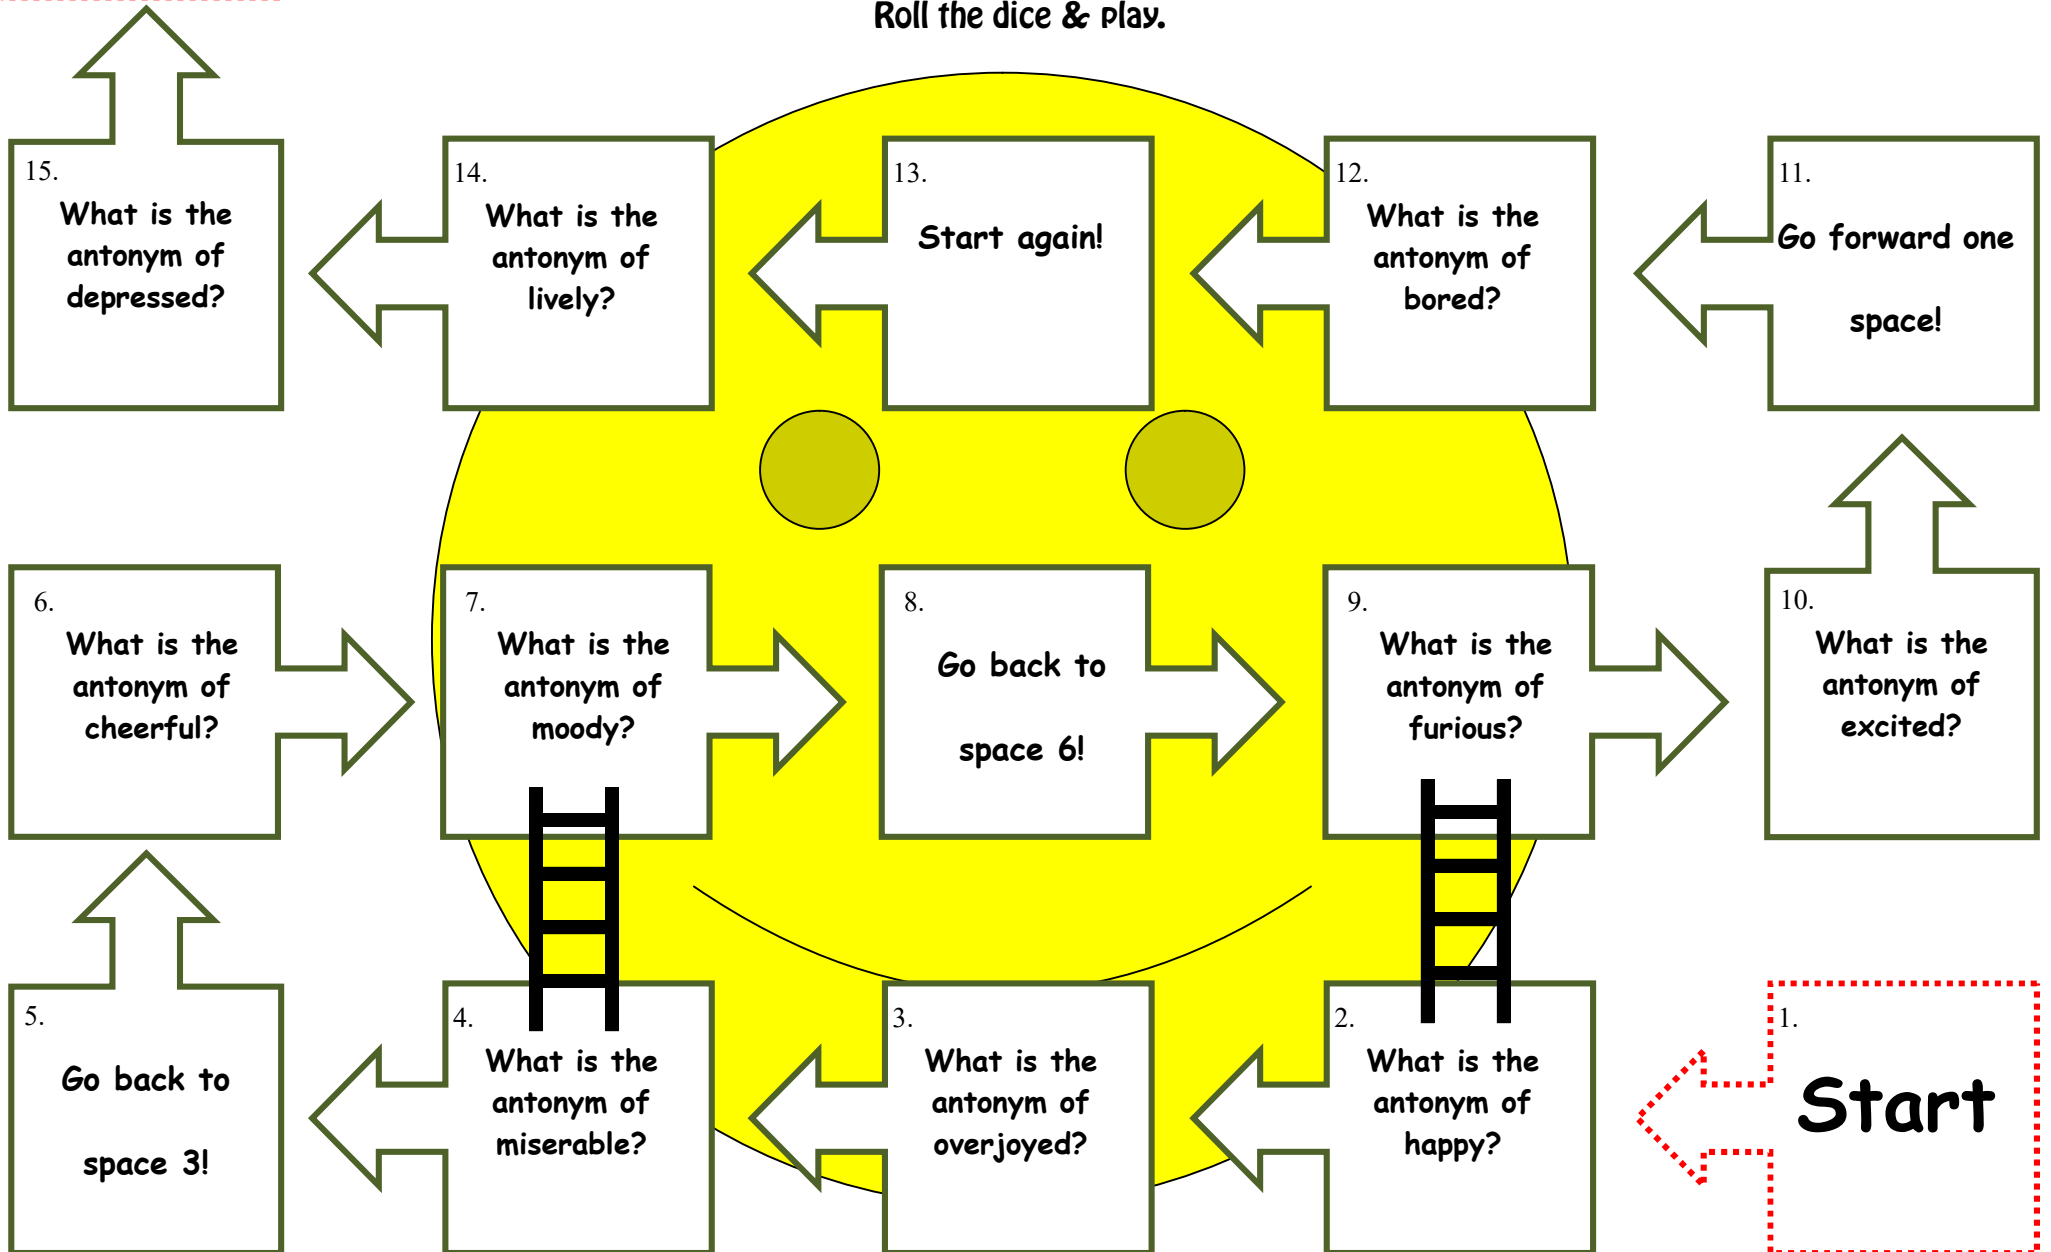 Roll the dice & play.
15.
What is the
antonym of
depressed?
14.
What is the
antonym of
lively?
13.
Start again!
12.
What is the
antonym of
bored?
11.
Go forward one
space!
6.
What is the
antonym of
cheerful?
7.
What is the
antonym of
moody?
8.
Go back to
space 6!
9.
What is the
antonym of
furious?
10.
What is the
antonym of
excited?
5.
Go back to
space 3!
4.
What is the
antonym of
miserable?
3.
What is the
antonym of
overjoyed?
2.
What is the
antonym of
happy?
1.
Start